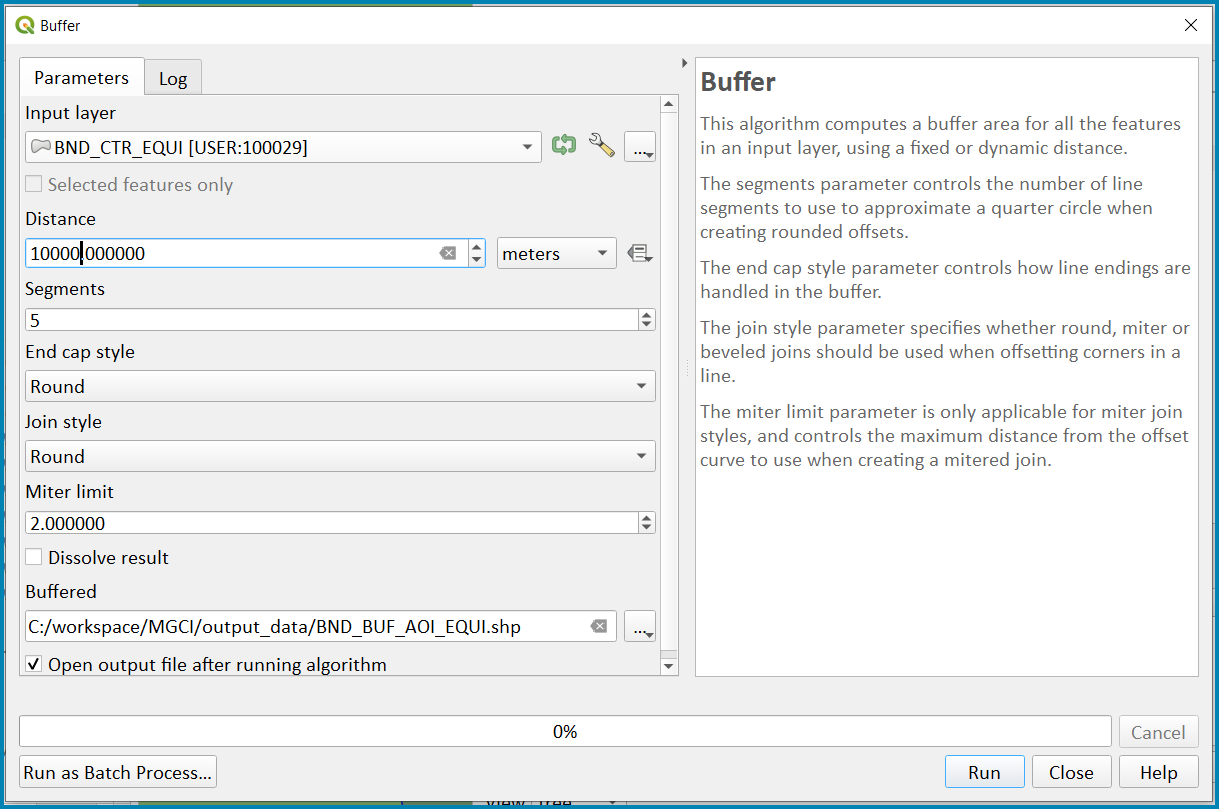 Buffer
Parameters
Log
Input layer
BND_CTR_EQUI [USER:100029]
...
Selected features only
Distance
10000.000000
meters
Segments
5
End cap style
Round
Join style
Round
Miter limit
2.000000
Dissolve result
Buffered
C:/workspace/MGCI/output_data/BND_BUF_AOI_EQUI.shp
...
Open output file after running algorithm
Buffer
This algorithm computes a buffer area for all the features
in an input layer, using a fixed or dynamic distance.
The segments parameter controls the number of line
segments to use to approximate a quarter circle when
creating rounded offsets.
The end cap style parameter controls how line endings are
handled in the buffer.
The join style parameter specifies whether round, miter or
beveled joins should be used when offsetting corners in a
line.
The miter limit parameter is only applicable for miter join
styles, and controls the maximum distance from the offset
curve to use when creating a mitered join.
0%
Cancel
Run as Batch Process...
Run
Close
Help
View Tree